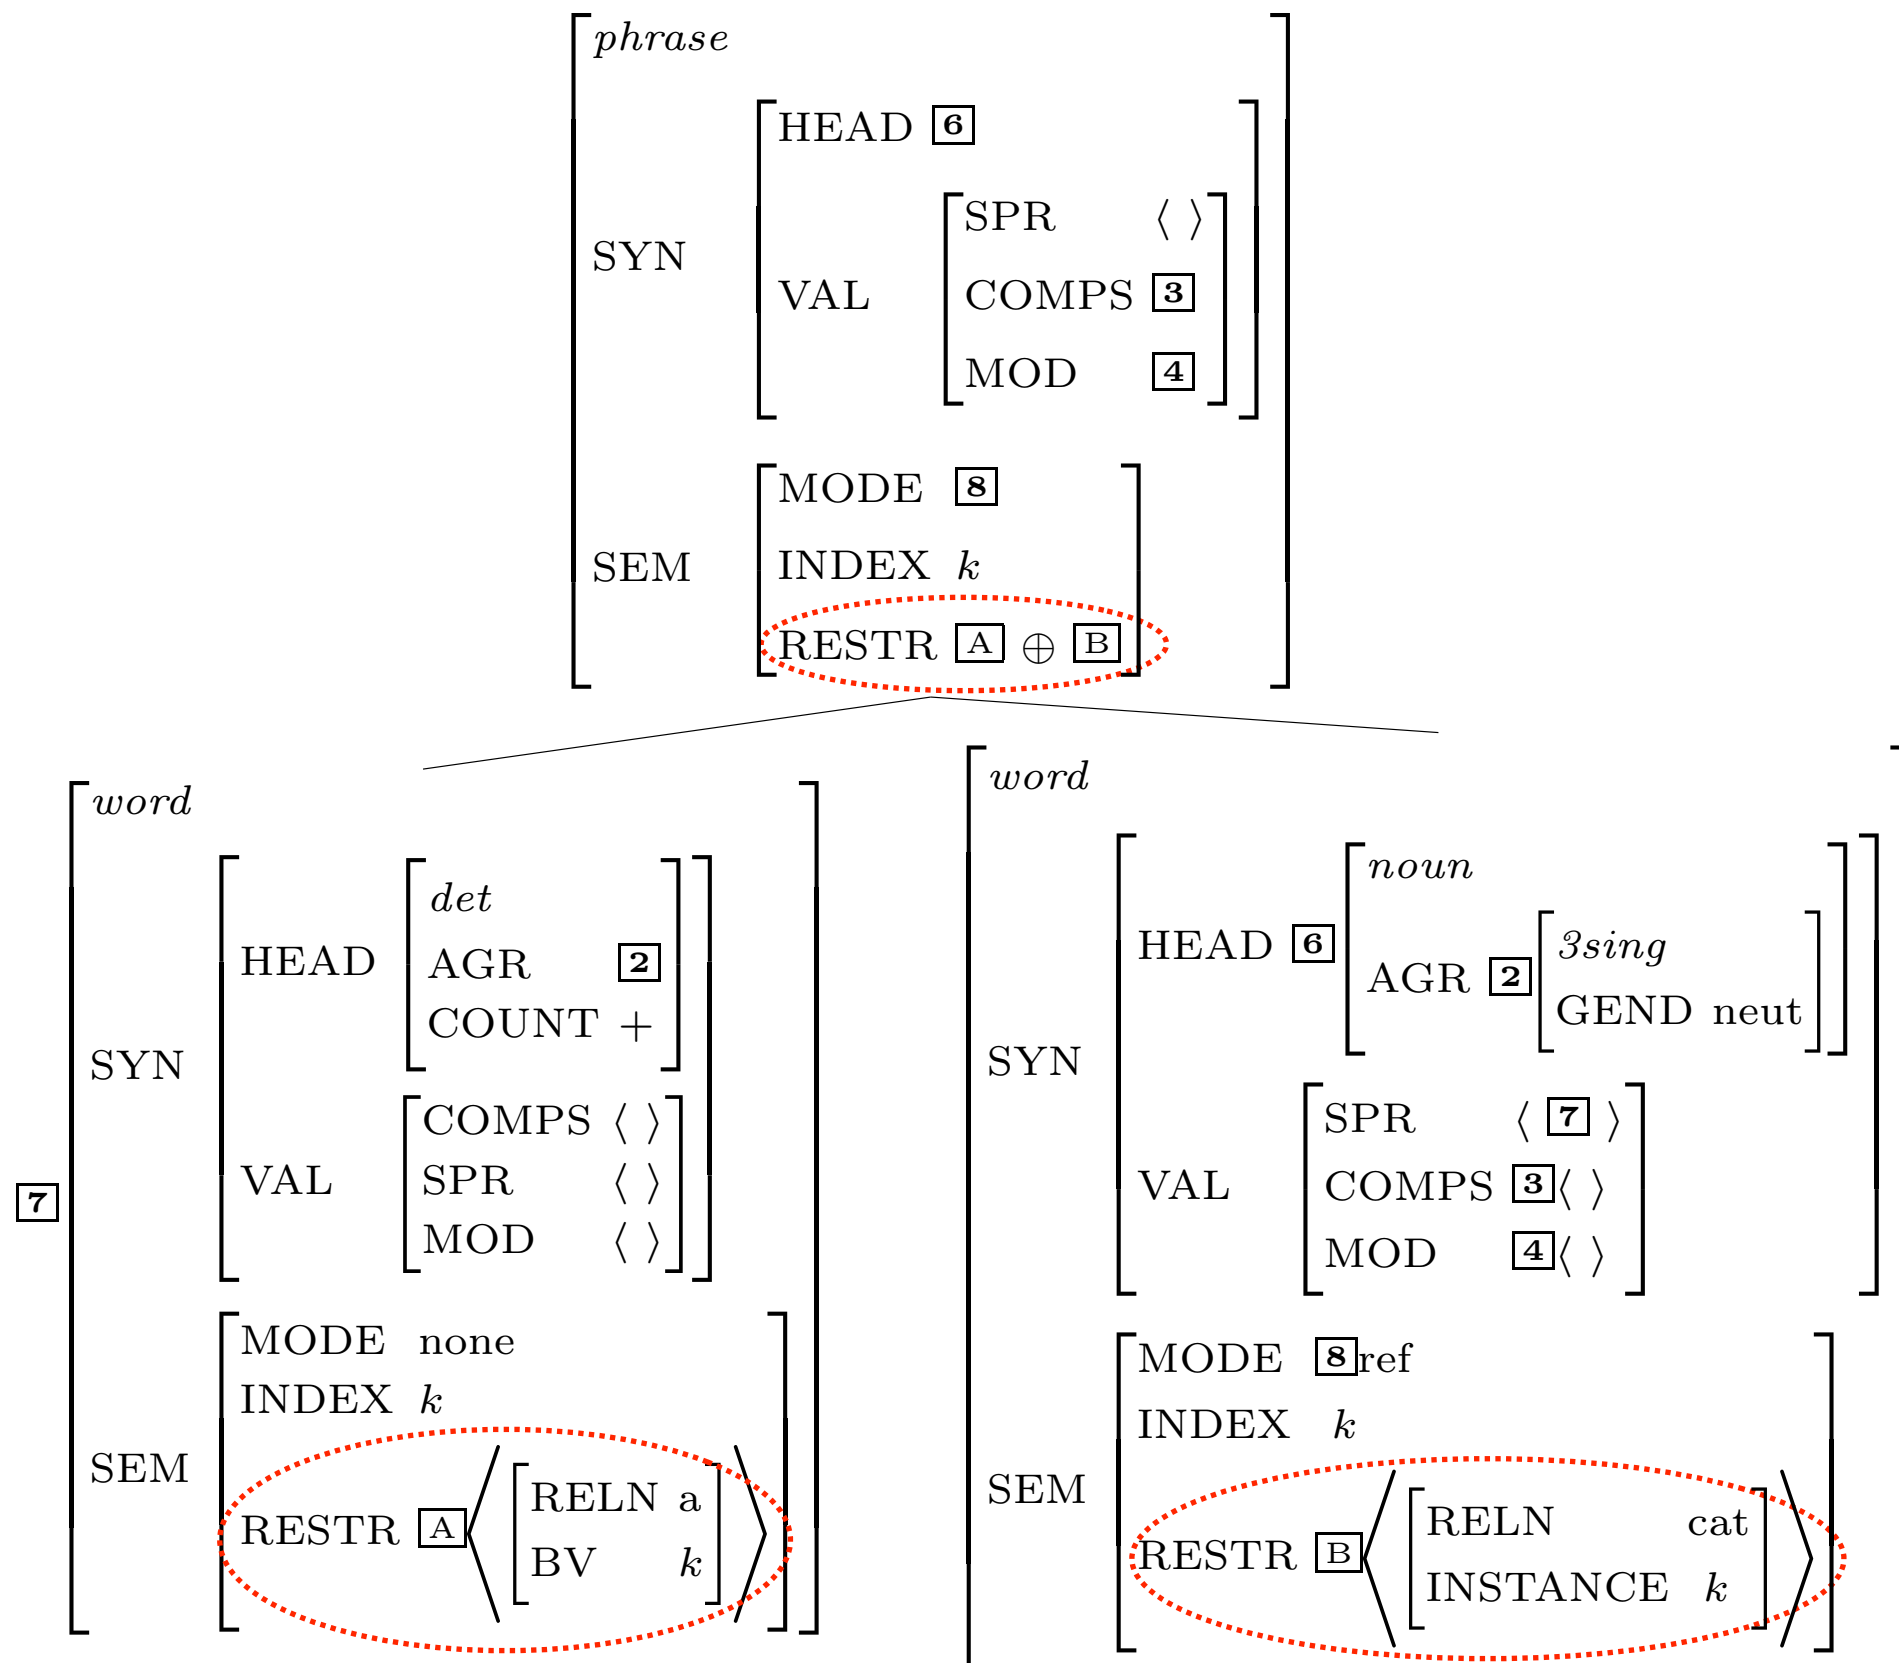 phrase
HEAD 6
SPR ⟨ ⟩
SYN
VAL COMPS 3
MOD 4
MODE 8
SEM INDEX k
RESTR A ⊕ B
word
det
HEAD AGR 2
COUNT +
SYN
COMPS ⟨ ⟩
VAL SPR ⟨ ⟩
MOD ⟨ ⟩
7
MODE none
INDEX k
SEM
RESTR A ⟨ [ RELN a
BV k ] ⟩
word
noun
HEAD 6
AGR 2 3sing
GEND neut
SYN
SPR ⟨ 7 ⟩
VAL COMPS 3 ⟨ ⟩
MOD 4 ⟨ ⟩
MODE 8 ref
INDEX k
SEM
RESTR B ⟨ [ RELN cat
INSTANCE k ] ⟩